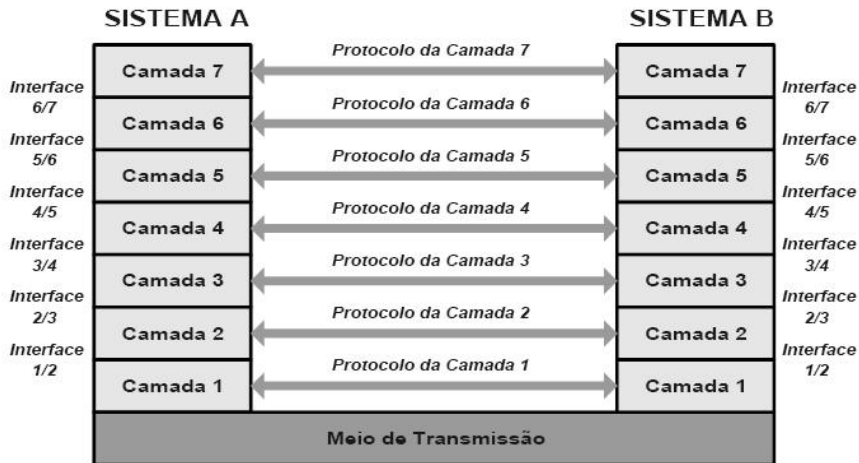 SISTEMA A
SISTEMA B
Camada 7
Protocolo da Camada 7
Camada 7
Interface
6/7
Interface
6/7
Camada 6
Protocolo da Camada 6
Camada 6
Interface
5/6
Interface
5/6
Camada 5
Protocolo da Camada 5
Camada 5
Interface
4/5
Interface
4/5
Camada 4
Protocolo da Camada 4
Camada 4
Interface
3/4
Interface
3/4
Camada 3
Protocolo da Camada 3
Camada 3
Interface
2/3
Interface
2/3
Camada 2
Protocolo da Camada 2
Camada 2
Interface
1/2
Interface
1/2
Camada 1
Protocolo da Camada 1
Camada 1
Meio de Transmissão